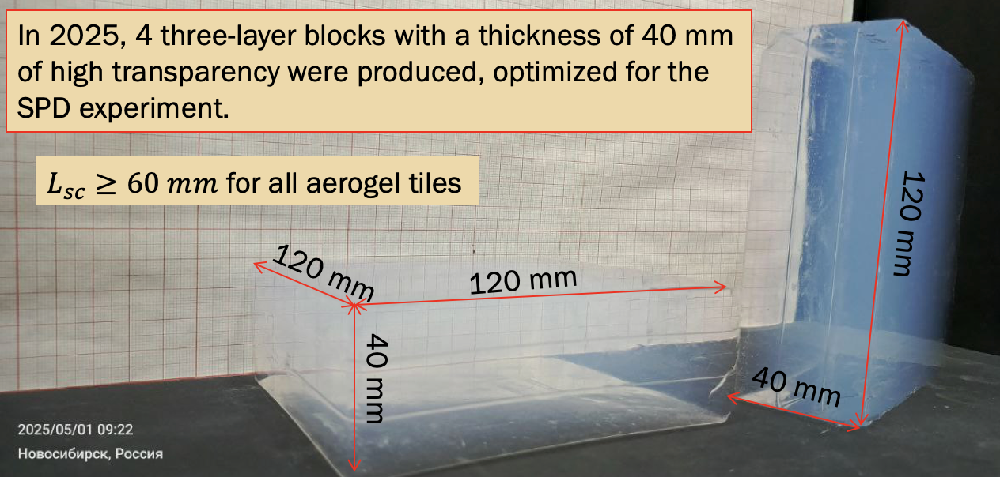 In 2025, 4 three-layer blocks with a thickness of 40 mm
of high transparency were produced, optimized for the
SPD experiment.
L_sc ≥ 60 mm for all aerogel tiles
120 mm
120 mm
40 mm
120 mm
40 mm
2025/05/01 09:22
Новосибирск, Россия